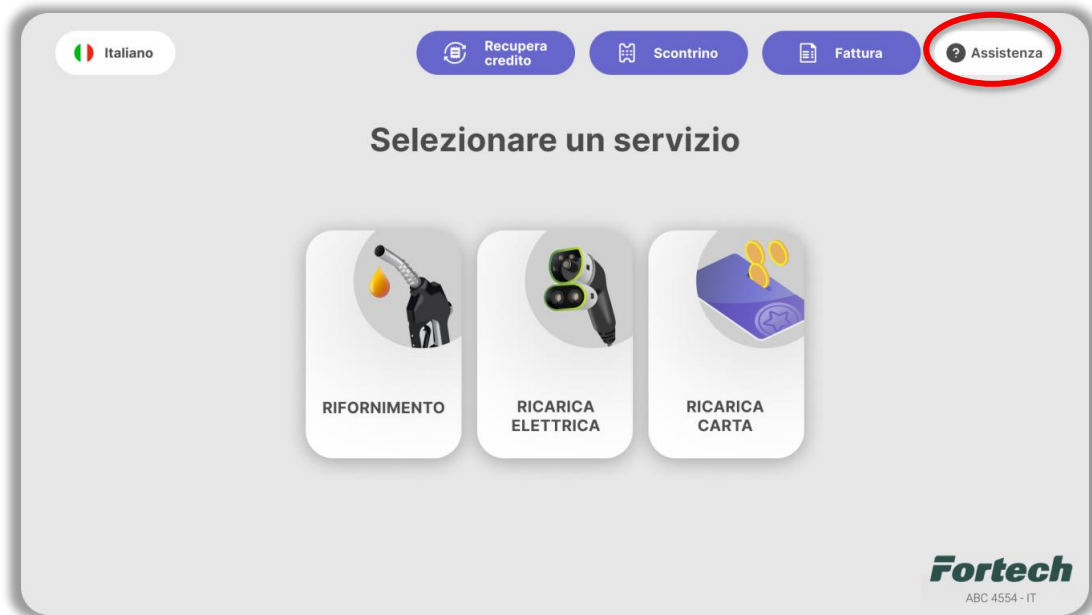 Italiano
Recupera
credito
Scontrino
Fattura
? Assistenza
Selezionare un servizio
RIFORNIMENTO
RICARICA
ELETTRICA
RICARICA
CARTA
Fortech
ABC 4554 - IT